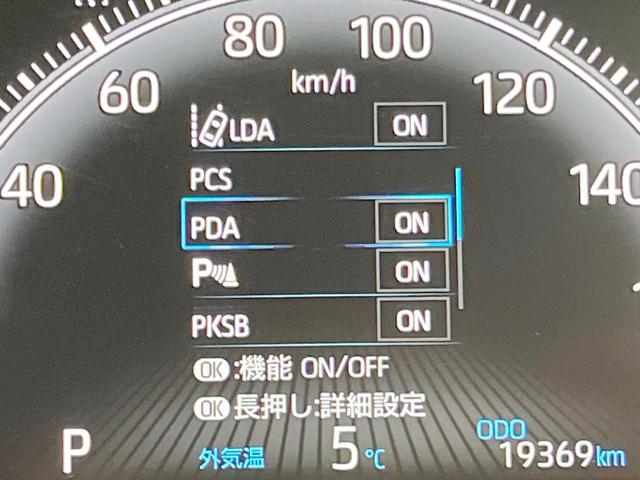 80 100
60 km/h 120
LDA ON
40 PCS 140
PDA ON
P ON
PKSB ON
OK:機能 ON/OFF
OK長押し:詳細設定
P 外気温 5℃ ODO 19369km